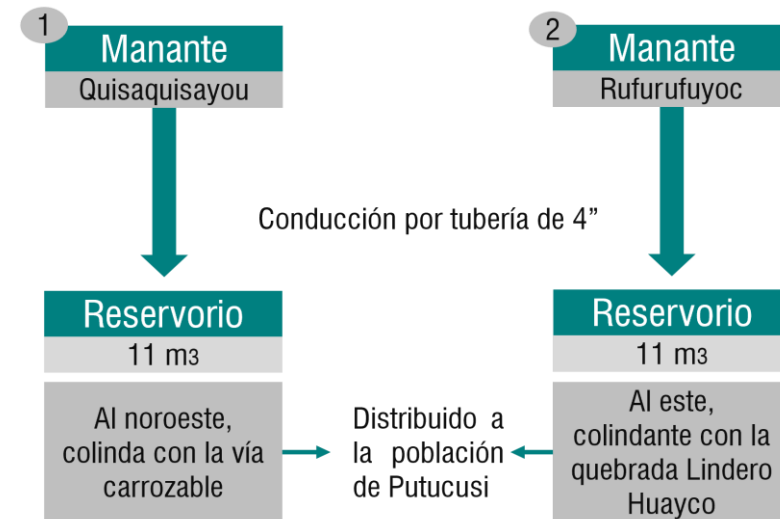 1
Manante
Quisaquisayou
2
Manante
Rufurufuyoc
Conducción por tubería de 4”
Reservorio
11 m3
Al noroeste,
colinda con la vía
carrozable
Distribuido a
la población
de Putucusi
Reservorio
11 m3
Al este,
colindante con la
quebrada Lindero
Huayco